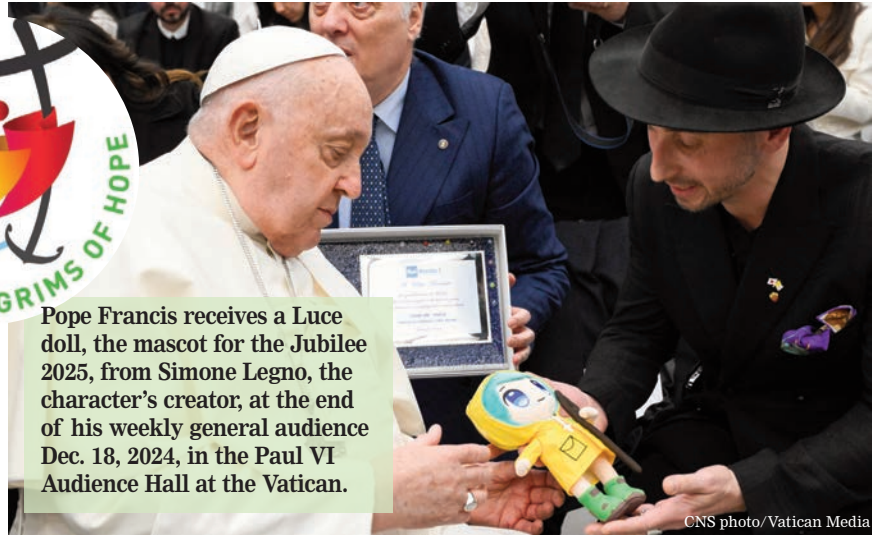 GRIMS OF HOPE
Pope Francis receives a Luce
doll, the mascot for the Jubilee
2025, from Simone Legno, the
character's creator, at the end
of his weekly general audience
Dec. 18, 2024, in the Paul VI
Audience Hall at the Vatican.
CNS photo/Vatican Media